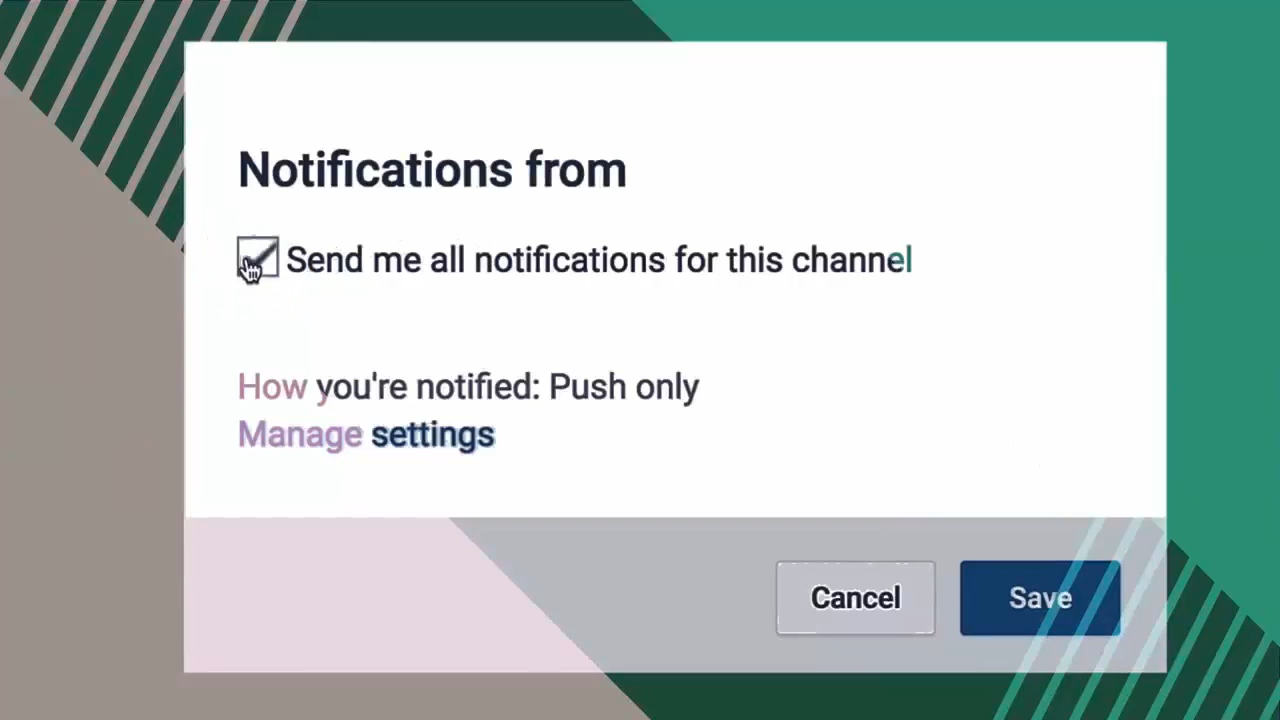 Notifications from
Send me all notifications for this channel
How you're notified: Push only
Manage settings
Cancel
Save